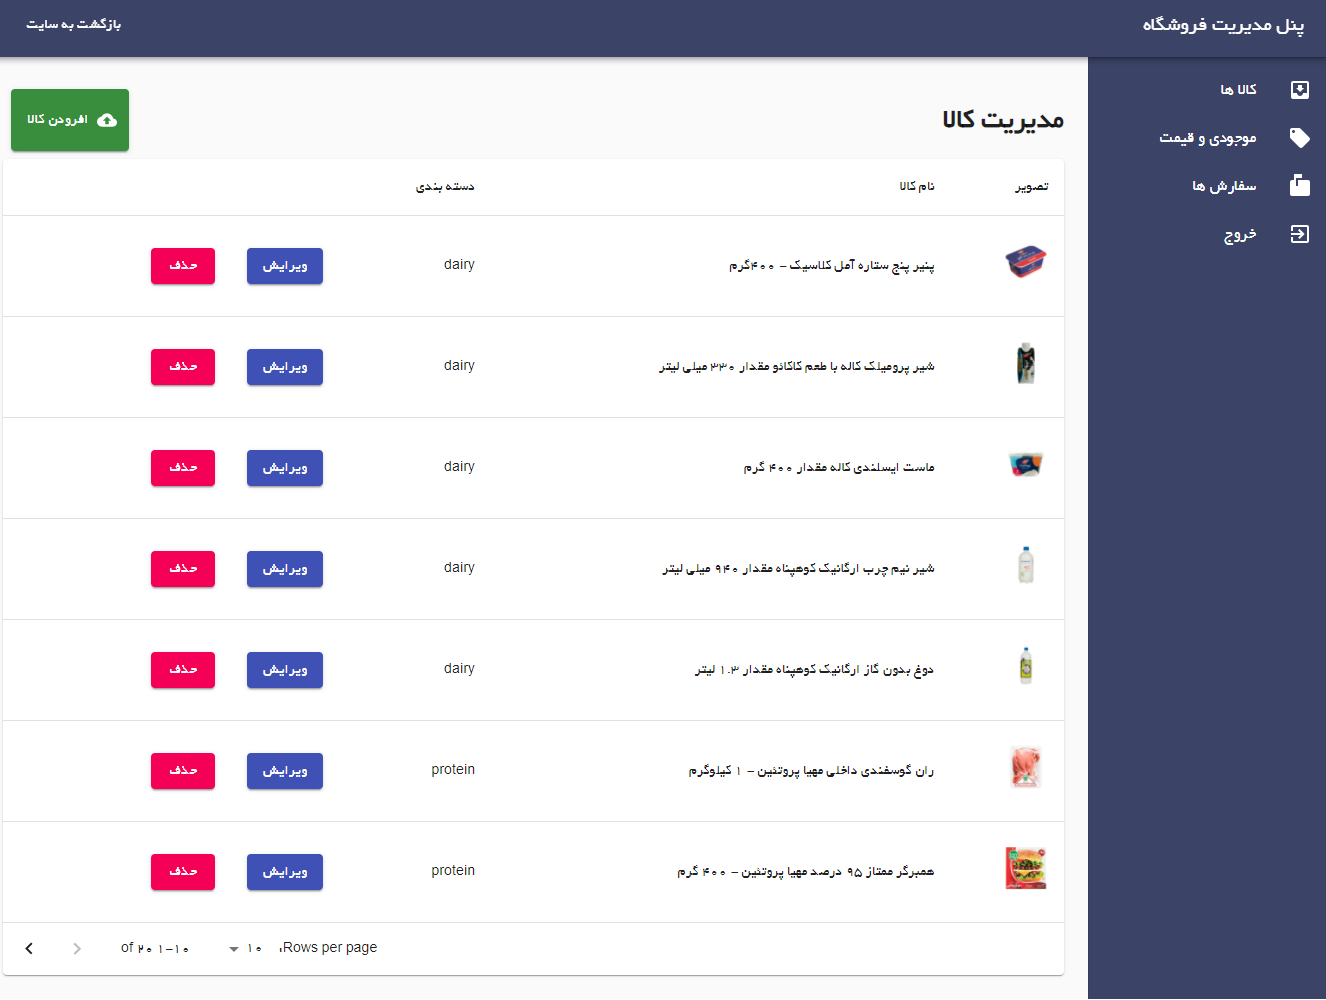 پنل مدیریت فروشگاه
بازگشت به سایت
کالا ها
موجودی و قیمت
سفارش ها
خروج
مدیریت کالا
افزودن کالا
تصویر نام کالا دسته بندی
پنیر پنج ستاره آمل کلاسیک - ۴۰۰گرم dairy ویرایش حذف
شیر پرومیلک کاله با طعم کاکائو مقدار ۳۳۰ میلی لیتر dairy ویرایش حذف
ماست ایسلندی کاله مقدار ۴۰۰ گرم dairy ویرایش حذف
شیر نیم چرب ارگانیک کوهپناه مقدار ۹۴۰ میلی لیتر dairy ویرایش حذف
دوغ بدون گاز ارگانیک کوهپناه مقدار ۱.۳ لیتر dairy ویرایش حذف
ران گوسفندی داخلی مهیا پروتئین - ۱ کیلوگرم protein ویرایش حذف
همبرگر ممتاز ۹۵ درصد مهیا پروتئین - ۴۰۰ گرم protein ویرایش حذف
Rows per page: ۱۰ ۱-۱۰ of ۲۰